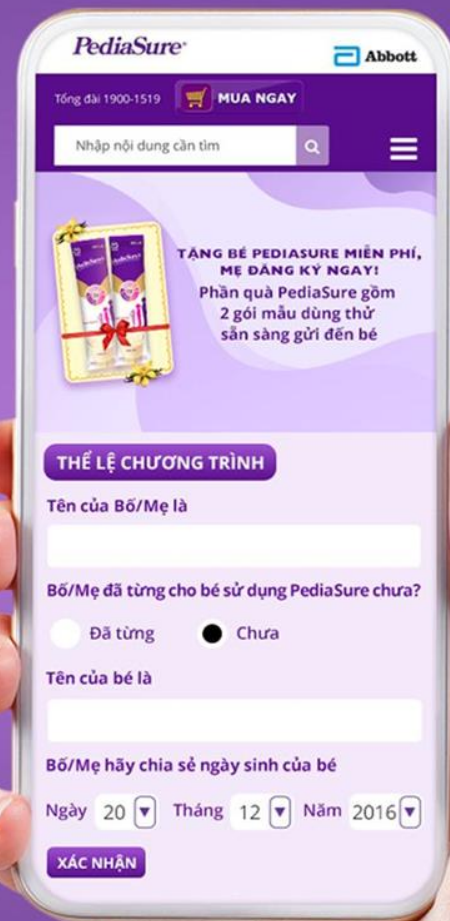 PediaSure
Abbott
Tổng đài 1900-1519
MUA NGAY
Nhập nội dung cần tìm
TẶNG BÉ PEDIASURE MIỄN PHÍ,
MẸ ĐĂNG KÝ NGAY!
Phần quà PediaSure gồm
2 gói mẫu dùng thử
sẵn sàng gửi đến bé
PediaSure
PediaSure
THỂ LỆ CHƯƠNG TRÌNH
Tên của Bố/Mẹ là
Bố/Mẹ đã từng cho bé sử dụng PediaSure chưa?
Đã từng Chưa
Tên của bé là
Bố/Mẹ hãy chia sẻ ngày sinh của bé
Ngày 20 Tháng 12 Năm 2016
XÁC NHẬN